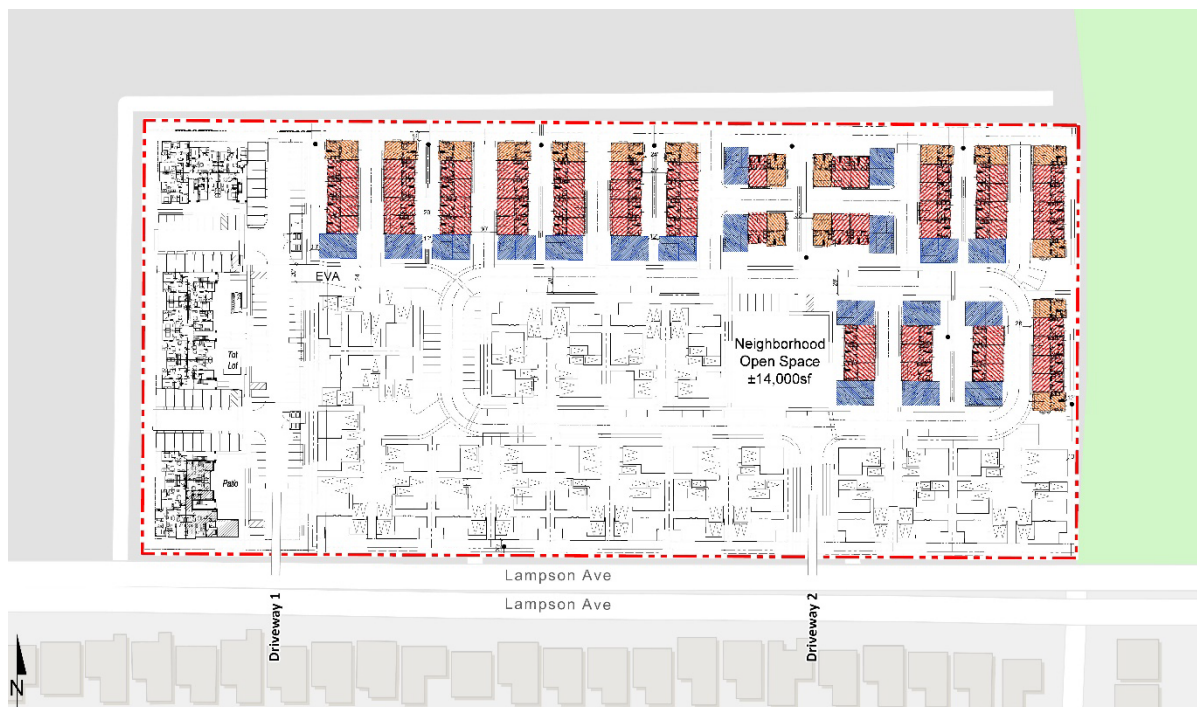 EVA
Tot
Lot
Neighborhood
Open Space
±14,000sf
Patio
Lampson Ave
Lampson Ave
Driveway 1
Driveway 2
N